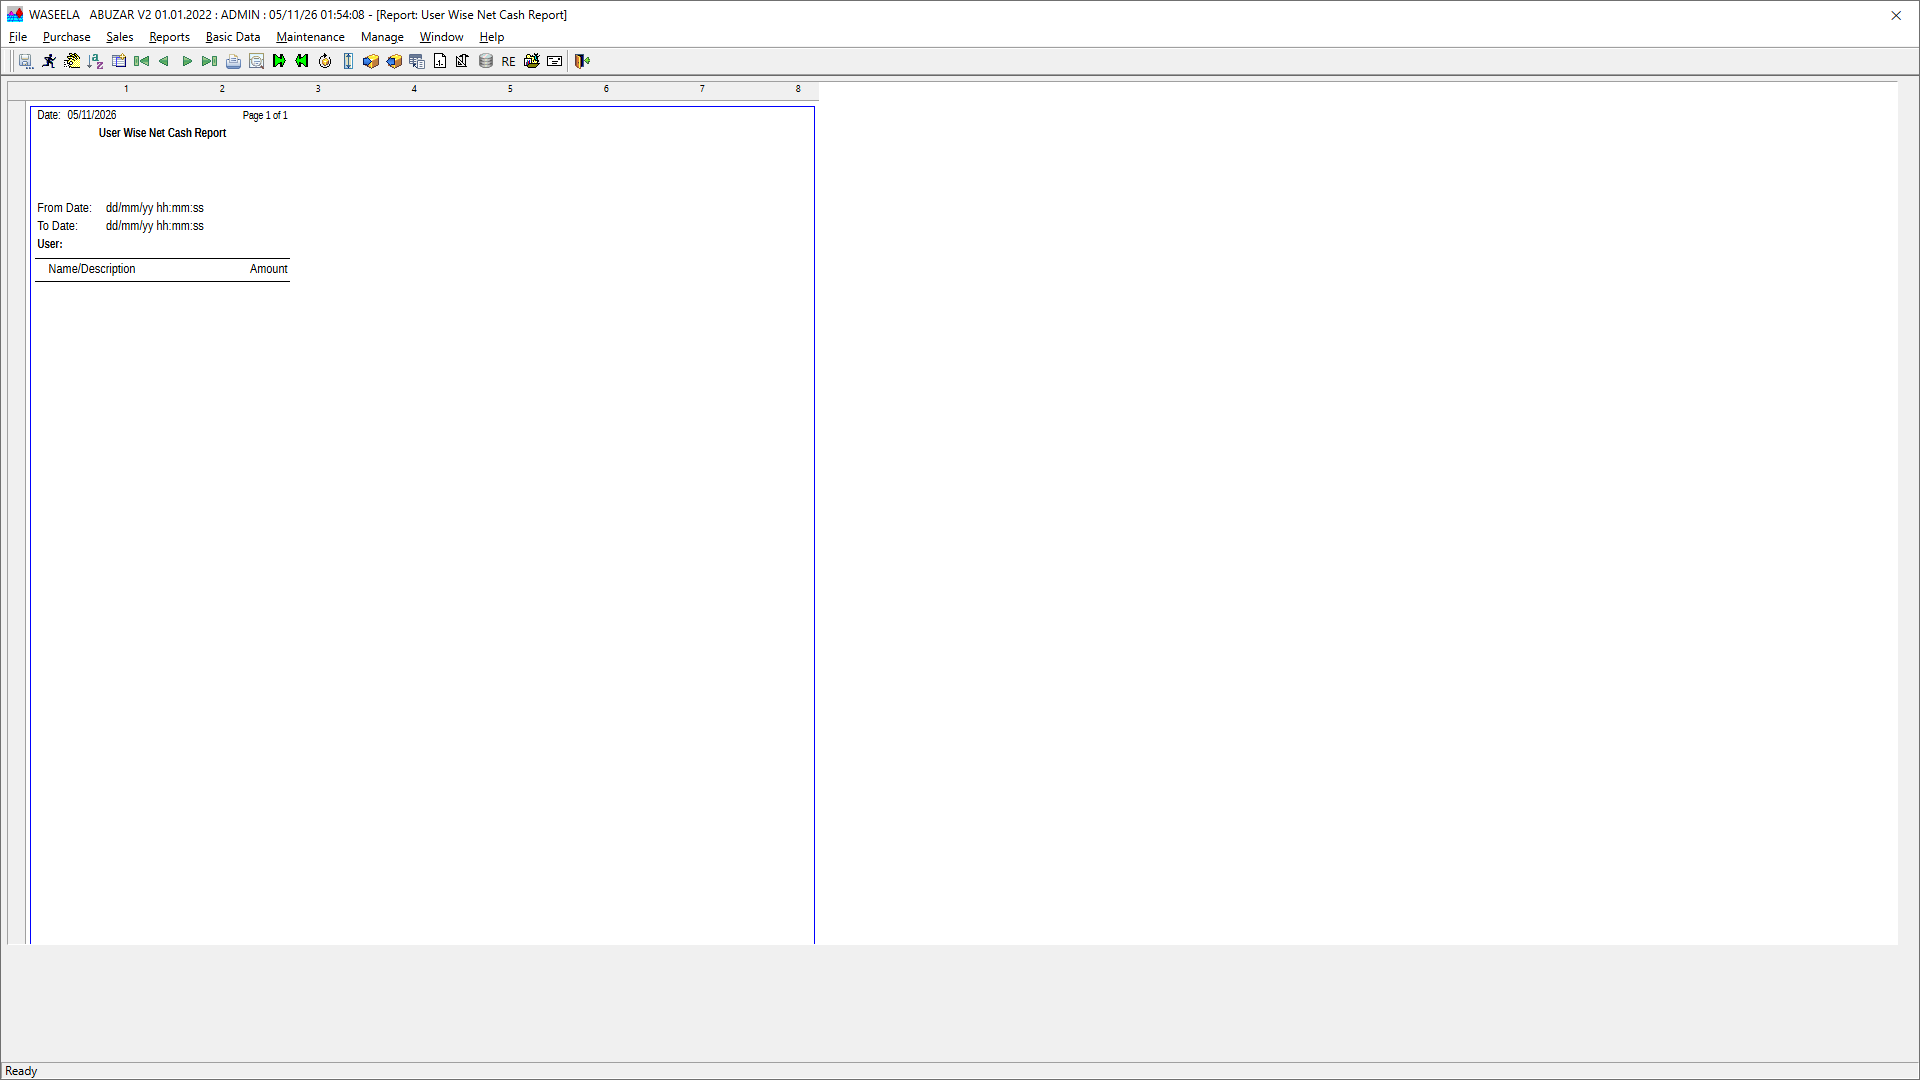 WASEELA   ABUZAR V2 01.01.2022 : ADMIN : 05/11/26 01:54:08 - [Report: User Wise Net Cash Report]
File Purchase Sales Reports Basic Data Maintenance Manage Window Help
RE
1 2 3 4 5 6 7 8
Date: 05/11/2026 Page 1 of 1
User Wise Net Cash Report
From Date: dd/mm/yy hh:mm:ss
To Date: dd/mm/yy hh:mm:ss
User:
Name/Description Amount
Ready